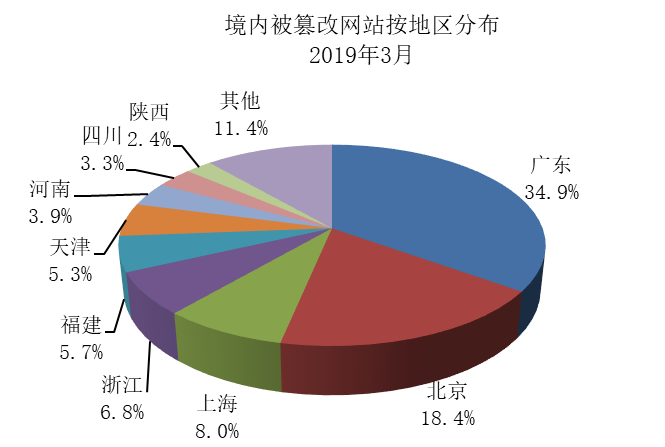 境内被篡改网站按地区分布
2019年3月
其他
11.4%
陕西
2.4%
四川
3.3%
河南
3.9%
天津
5.3%
福建
5.7%
浙江
6.8%
上海
8.0%
北京
18.4%
广东
34.9%